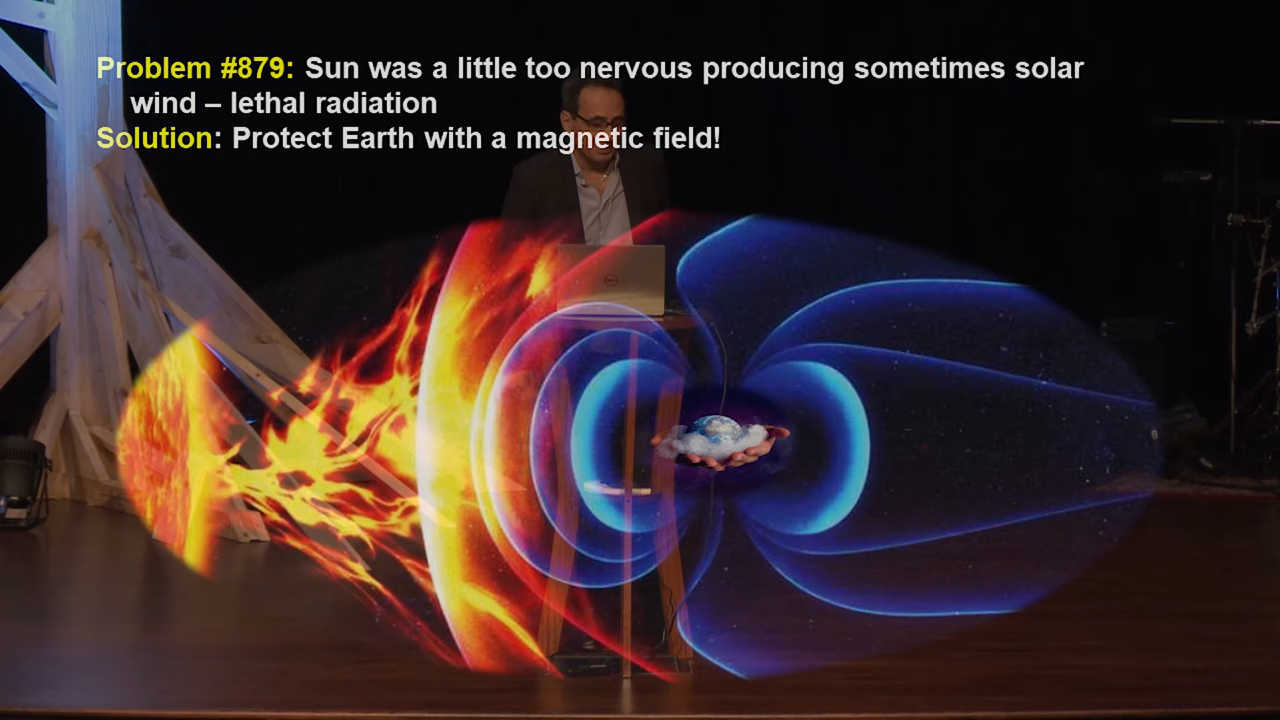 Problem #879: Sun was a little too nervous producing sometimes solar
wind – lethal radiation
Solution: Protect Earth with a magnetic field!